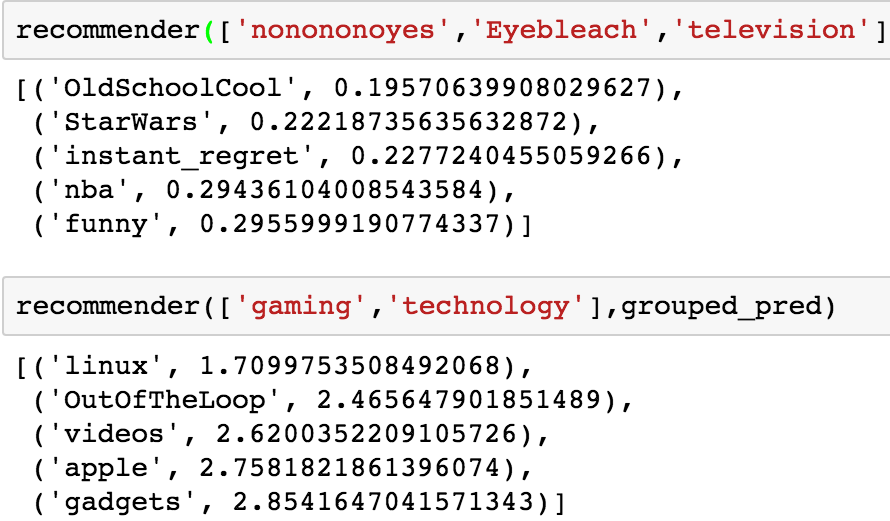 recommender(['nonononoyes','Eyebleach','television']
[('OldSchoolCool', 0.19570639908029627),
('StarWars', 0.22218735635632872),
('instant_regret', 0.2277240455059266),
('nba', 0.29436104008543584),
('funny', 0.2955999190774337)]
recommender(['gaming','technology'],grouped_pred)
[('linux', 1.7099753508492068),
('OutOfTheLoop', 2.465647901851489),
('videos', 2.6200352209105726),
('apple', 2.7581821861396074),
('gadgets', 2.8541647041571343)]